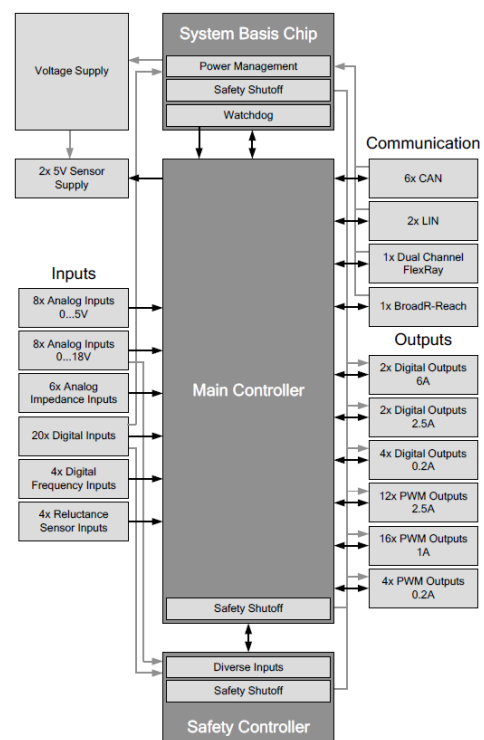 System Basis Chip
Voltage Supply
Power Management
Safety Shutoff
Watchdog
Communication
2x 5V Sensor
Supply
6x CAN
2x LIN
1x Dual Channel
FlexRay
1x BroadR-Reach
Inputs
8x Analog Inputs
0...5V
8x Analog Inputs
0...18V
6x Analog
Impedance Inputs
20x Digital Inputs
4x Digital
Frequency Inputs
4x Reluctance
Sensor Inputs
Main Controller
Safety Shutoff
Outputs
2x Digital Outputs
6A
2x Digital Outputs
2.5A
4x Digital Outputs
0.2A
12x PWM Outputs
2.5A
16x PWM Outputs
1A
4x PWM Outputs
0.2A
Diverse Inputs
Safety Shutoff
Safety Controller